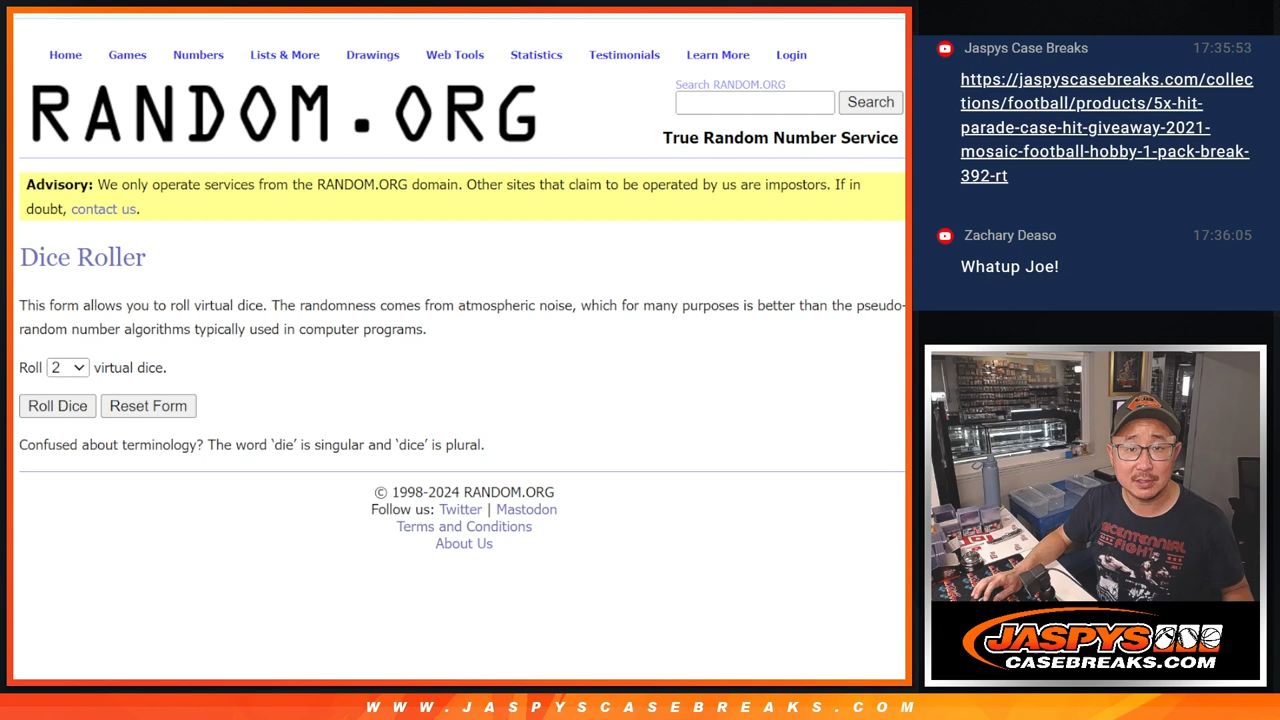 Home Games Numbers Lists & More Drawings Web Tools Statistics Testimonials Learn More Login
RANDOM.ORG
Search RANDOM.ORG
Search
True Random Number Service
Advisory: We only operate services from the RANDOM.ORG domain. Other sites that claim to be operated by us are impostors. If in
doubt, contact us.
Dice Roller
This form allows you to roll virtual dice. The randomness comes from atmospheric noise, which for many purposes is better than the pseudo-
random number algorithms typically used in computer programs.
Roll 2 virtual dice.
Roll Dice Reset Form
Confused about terminology? The word ‘die’ is singular and ‘dice’ is plural.
© 1998-2024 RANDOM.ORG
Follow us: Twitter | Mastodon
Terms and Conditions
About Us
Jaspys Case Breaks 17:35:53
https://jaspyscasebreaks.com/collec
tions/football/products/5x-hit-
parade-case-hit-giveaway-2021-
mosaic-football-hobby-1-pack-break-
392-rt
Zachary Deaso 17:36:05
Whatup Joe!
BICENTENNIAL
FIGHT
JASPYS
CASEBREAKS.COM
WWW.JASPYSCASEBREAKS.COM